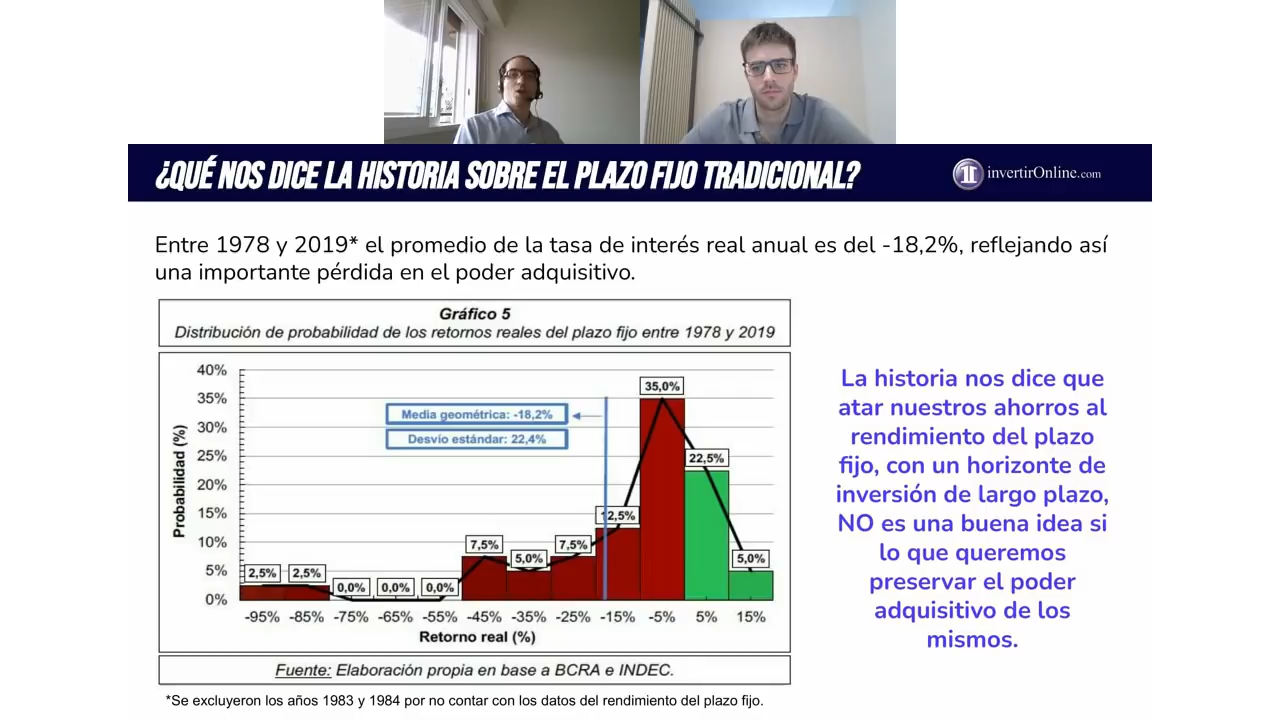 ¿QUÉ NOS DICE LA HISTORIA SOBRE EL PLAZO FIJO TRADICIONAL?
invertirOnline.com
Entre 1978 y 2019* el promedio de la tasa de interés real anual es del -18,2%, reflejando así
una importante pérdida en el poder adquisitivo.
Gráfico 5
Distribución de probabilidad de los retornos reales del plazo fijo entre 1978 y 2019
Probabilidad (%)
40%
35%
30%
25%
20%
15%
10%
5%
0%
Media geométrica: -18,2%
Desvío estándar: 22,4%
2,5%
2,5%
0,0%
0,0%
0,0%
7,5%
5,0%
7,5%
12,5%
35,0%
22,5%
5,0%
-95% -85% -75% -65% -55% -45% -35% -25% -15% -5% 5% 15%
Retorno real (%)
Fuente: Elaboración propia en base a BCRA e INDEC.
*Se excluyeron los años 1983 y 1984 por no contar con los datos del rendimiento del plazo fijo.
La historia nos dice que
atar nuestros ahorros al
rendimiento del plazo
fijo, con un horizonte de
inversión de largo plazo,
NO es una buena idea si
lo que queremos
preservar el poder
adquisitivo de los
mismos.